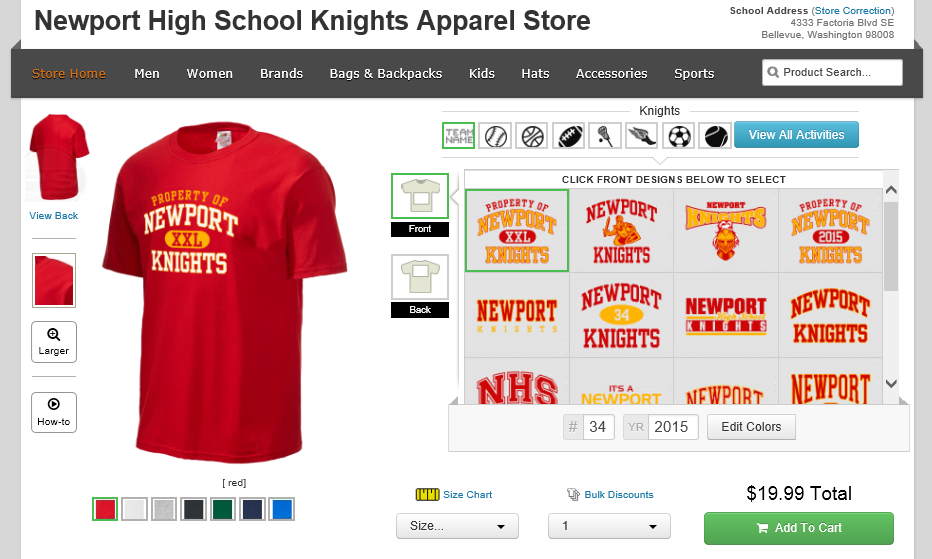 Newport High School Knights Apparel Store
School Address (Store Correction)
4333 Factoria Blvd SE
Bellevue, Washington 98008
Store Home Men Women Brands Bags & Backpacks Kids Hats Accessories Sports Product Search...
Knights
TEAM NAME View All Activities
CLICK FRONT DESIGNS BELOW TO SELECT
View Back
Larger
How-to
PROPERTY OF
NEWPORT
XXL
KNIGHTS
[ red]
Front
Back
PROPERTY OF
NEWPORT
XXL
KNIGHTS
NEWPORT
KNIGHTS
NEWPORT
KNIGHTS
PROPERTY OF
NEWPORT
2015
KNIGHTS
NEWPORT
KNIGHTS
NEWPORT
34
KNIGHTS
NEWPORT
High School
KNIGHTS
NEWPORT
KNIGHTS
NHS
IT'S A
NEWPORT
NEWPORT
NEWPORT
# 34 YR 2015 Edit Colors
Size Chart Bulk Discounts $19.99 Total
Size... 1 Add To Cart